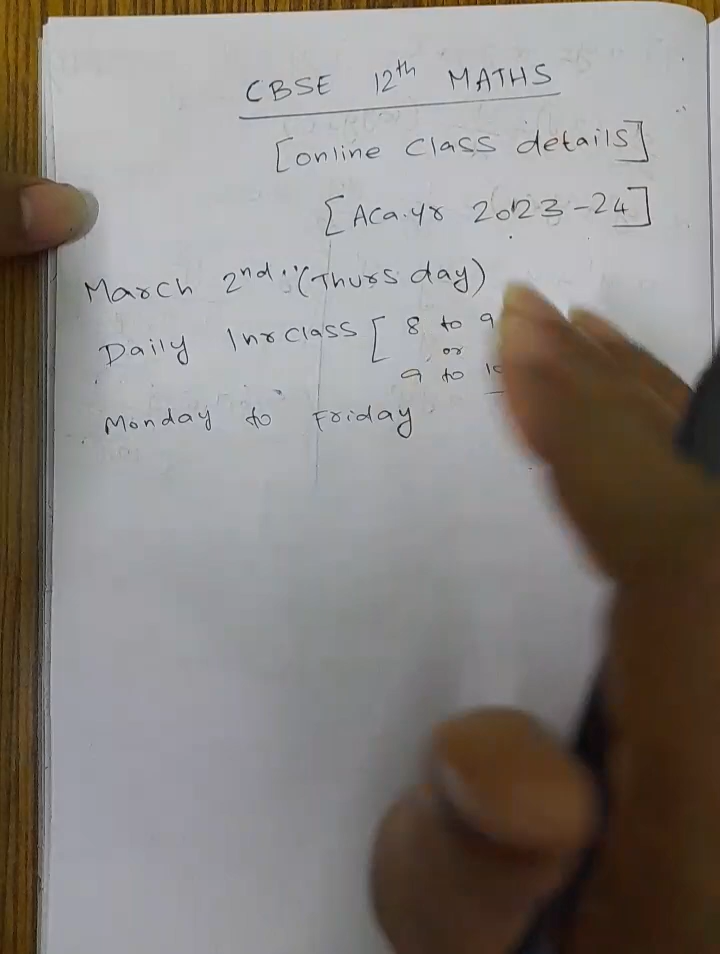 CBSE 12th MATHS
[online class details]
[Aca.yr 2023-24]
March 2nd (Thursday)
Daily 1hr class [ 8 to 9
or
9 to
Monday to Friday